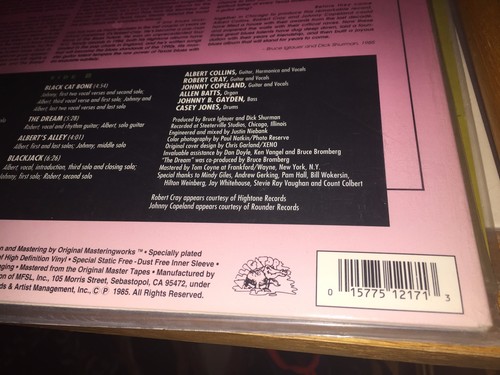 Bruce Iglauer and Dick Shurman, 1985
SIDE B
BLACK CAT BONE (4:54)
Johnny, first two vocal verses and second solo;
Albert, third vocal verse and first solo; Johnny and
Albert, last two vocal verses and last solo
THE DREAM (5:28)
Robert, vocal and rhythm guitar; Albert, solo guitar
ALBERT'S ALLEY (4:01)
Albert, first and last solos; Johnny, middle solo
BLACKJACK (6:26)
Albert, vocal, introduction, third solo and closing solo;
Johnny, first solo; Robert, second solo
ALBERT COLLINS, Guitar, Harmonica and Vocals
ROBERT CRAY, Guitar and Vocals
JOHNNY COPELAND, Guitar and Vocals
ALLEN BATTS, Organ
JOHNNY B. GAYDEN, Bass
CASEY JONES, Drums
Produced by Bruce Iglauer and Dick Shurman
Recorded at Streeterville Studios, Chicago, Illinois
Engineered and mixed by Justin Niebank
Color photography by Paul Natkin/Photo Reserve
Original cover design by Chris Garland/XENO
Invaluable assistance by Dan Doyle, Ken Vangel and Bruce Bromberg
"The Dream" was co-produced by Bruce Bromberg
Mastered by Tom Coyne at Frankford/Wayne, New York, N.Y.
Special thanks to Mindy Giles, Andrew Gerking, Pam Hall, Bill Wokersin,
Hilton Weinberg, Jay Whitehouse, Stevie Ray Vaughan and Count Colbert
Robert Cray appears courtesy of Hightone Records
Johnny Copeland appears courtesy of Rounder Records
and Mastering by Original Masteringworks ™ • Specially plated
of High Definition Vinyl • Special Static Free - Dust Free Inner Sleeve •
• Mastered from the Original Master Tapes • Manufactured by
of MFSL, Inc., 105 Morris Street, Sebastopol, CA 95472, under
& Artist Management, Inc., © ℗ 1985. All Rights Reserved.
0 15775 12171 3